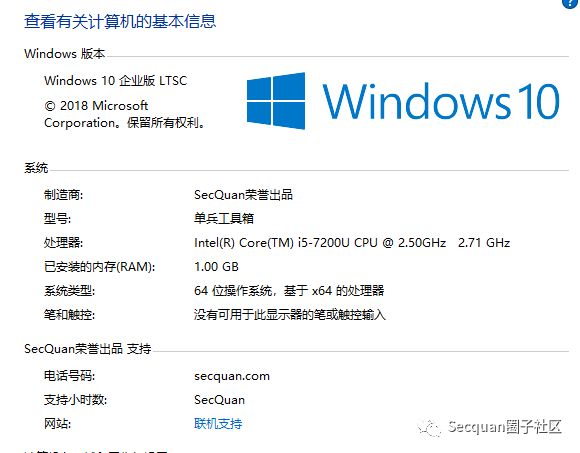 ?
查看有关计算机的基本信息
Windows 版本
Windows 10 企业版 LTSC
© 2018 Microsoft
Corporation。保留所有权利。
Windows 10
系统
制造商: SecQuan荣誉出品
型号: 单兵工具箱
处理器: Intel(R) Core(TM) i5-7200U CPU @ 2.50GHz 2.71 GHz
已安装的内存(RAM): 1.00 GB
系统类型: 64 位操作系统，基于 x64 的处理器
笔和触控: 没有可用于此显示器的笔或触控输入
SecQuan荣誉出品 支持
电话号码: secquan.com
支持小时数: SecQuan
网站: 联机支持
Secquan圈子社区